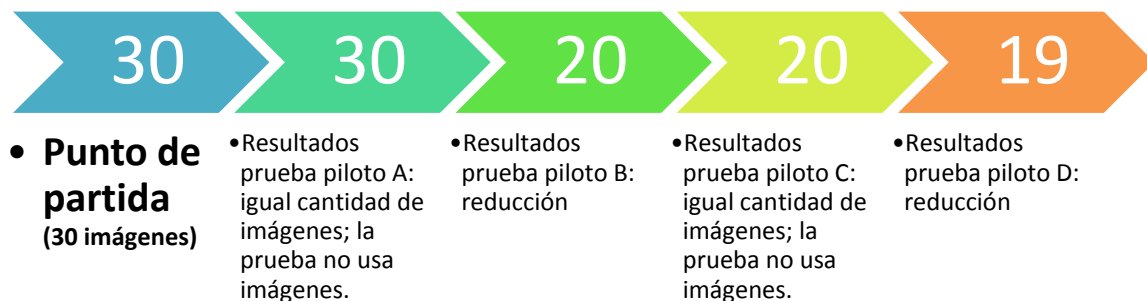 30
30
20
20
19
• Punto de
partida
(30 imágenes)
•Resultados
prueba piloto A:
igual cantidad de
imágenes; la
prueba no usa
imágenes.
•Resultados
prueba piloto B:
reducción
•Resultados
prueba piloto C:
igual cantidad de
imágenes; la
prueba no usa
imágenes.
•Resultados
prueba piloto D:
reducción